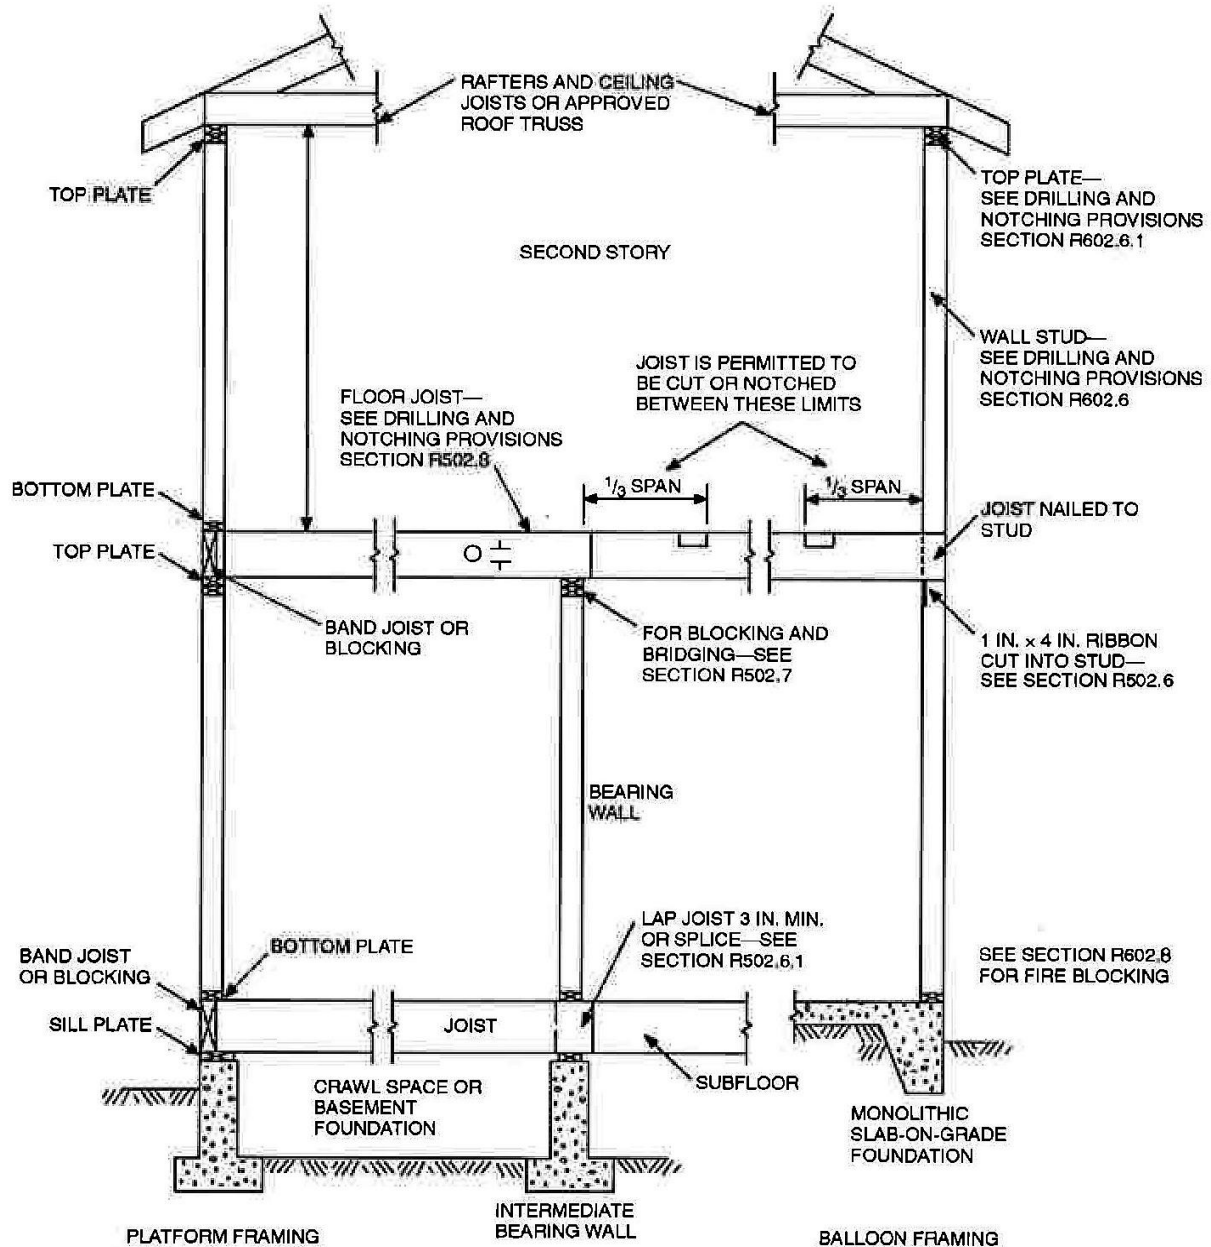 RAFTERS AND CEILING
JOISTS OR APPROVED
ROOF TRUSS
TOP PLATE
TOP PLATE—
SEE DRILLING AND
NOTCHING PROVISIONS
SECTION R602.6.1
SECOND STORY
WALL STUD—
SEE DRILLING AND
NOTCHING PROVISIONS
SECTION R602.6
JOIST IS PERMITTED TO
BE CUT OR NOTCHED
BETWEEN THESE LIMITS
FLOOR JOIST—
SEE DRILLING AND
NOTCHING PROVISIONS
SECTION R502.8
1/3 SPAN
1/3 SPAN
BOTTOM PLATE
JOIST NAILED TO
STUD
TOP PLATE
BAND JOIST OR
BLOCKING
FOR BLOCKING AND
BRIDGING—SEE
SECTION R502.7
1 IN. × 4 IN. RIBBON
CUT INTO STUD—
SEE SECTION R502.6
BEARING
WALL
LAP JOIST 3 IN. MIN.
OR SPLICE—SEE
SECTION R502.6.1
BAND JOIST
OR BLOCKING
BOTTOM PLATE
SEE SECTION R602.8
FOR FIRE BLOCKING
SILL PLATE
JOIST
SUBFLOOR
CRAWL SPACE OR
BASEMENT
FOUNDATION
MONOLITHIC
SLAB-ON-GRADE
FOUNDATION
INTERMEDIATE
BEARING WALL
PLATFORM FRAMING
BALLOON FRAMING